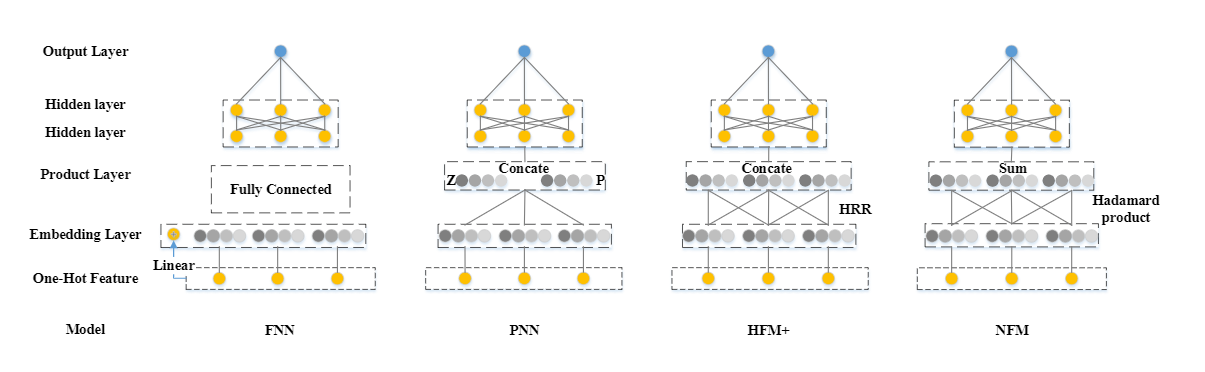 Output Layer
Hidden layer
Hidden layer
Product Layer
Fully Connected
Concate
Z
P
Concate
Sum
HRR
Hadamard
product
Embedding Layer
Linear
One-Hot Feature
Model
FNN
PNN
HFM+
NFM